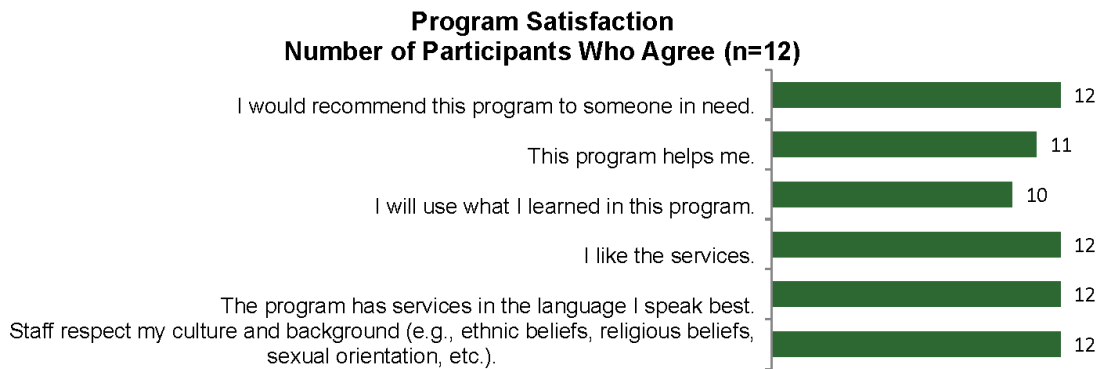 Program Satisfaction
Number of Participants Who Agree (n=12)
I would recommend this program to someone in need.
12
This program helps me.
11
I will use what I learned in this program.
10
I like the services.
12
The program has services in the language I speak best.
12
Staff respect my culture and background (e.g., ethnic beliefs, religious beliefs,
sexual orientation, etc.).
12